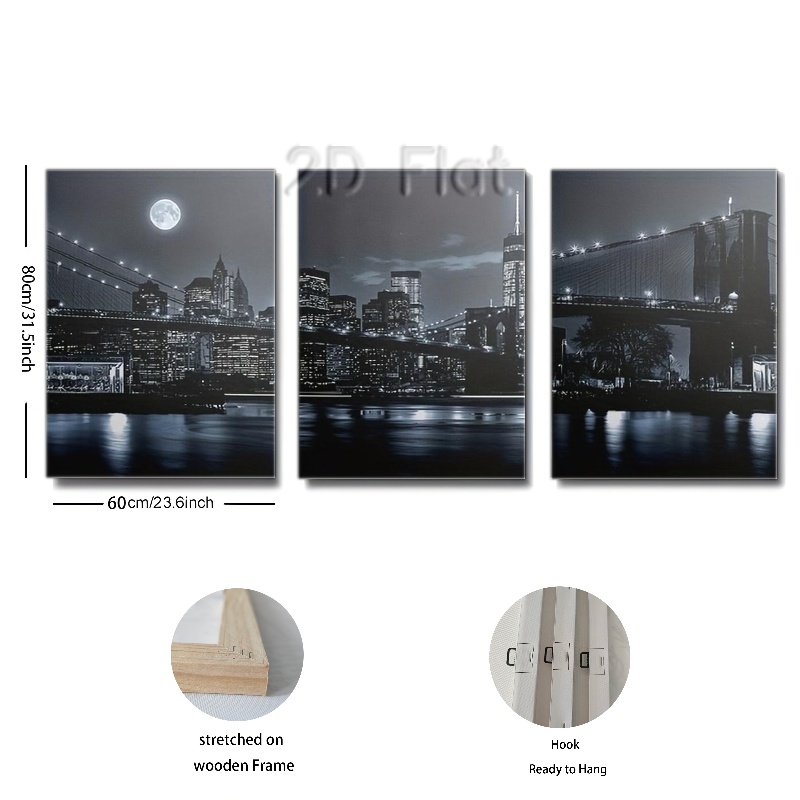 2D Flat
80cm/31.5inch
60cm/23.6inch
stretched on
wooden Frame
Hook
Ready to Hang